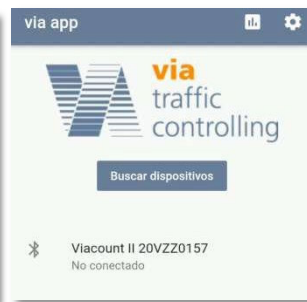 via app
via
traffic
controlling
Buscar dispositivos
Viacount II 20VZZ0157
No conectado